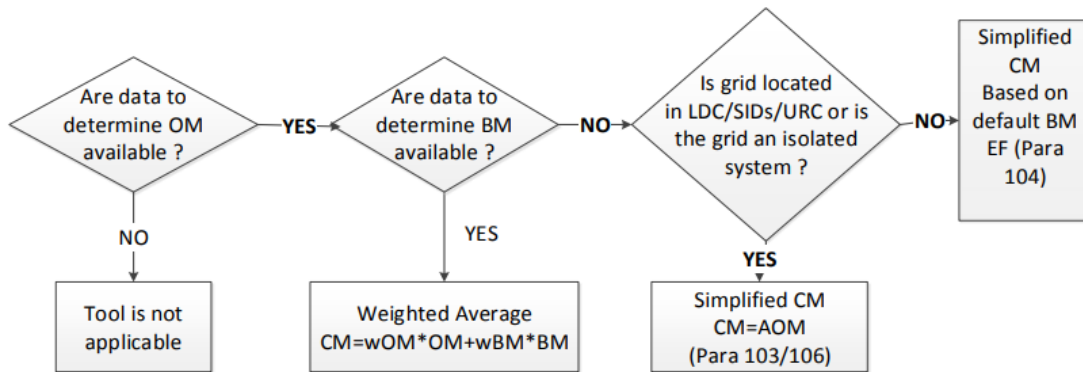 Are data to
determine OM
available ?
YES
Are data to
determine BM
available ?
NO
Is grid located
in LDC/SIDs/URC or is
the grid an isolated
system ?
NO
Simplified
CM
Based on
default BM
EF (Para
104)
NO
YES
YES
Tool is not
applicable
Weighted Average
CM=wOM*OM+wBM*BM
Simplified CM
CM=AOM
(Para 103/106)